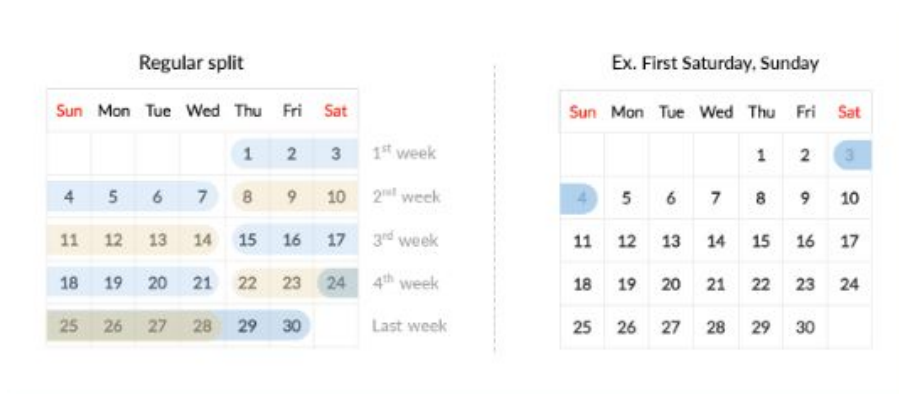 Regular split
Sun Mon Tue Wed Thu Fri Sat
1 2 3 1st week
4 5 6 7 8 9 10 2nd week
11 12 13 14 15 16 17 3rd week
18 19 20 21 22 23 24 4th week
25 26 27 28 29 30 Last week
Ex. First Saturday, Sunday
Sun Mon Tue Wed Thu Fri Sat
1 2 3
4 5 6 7 8 9 10
11 12 13 14 15 16 17
18 19 20 21 22 23 24
25 26 27 28 29 30